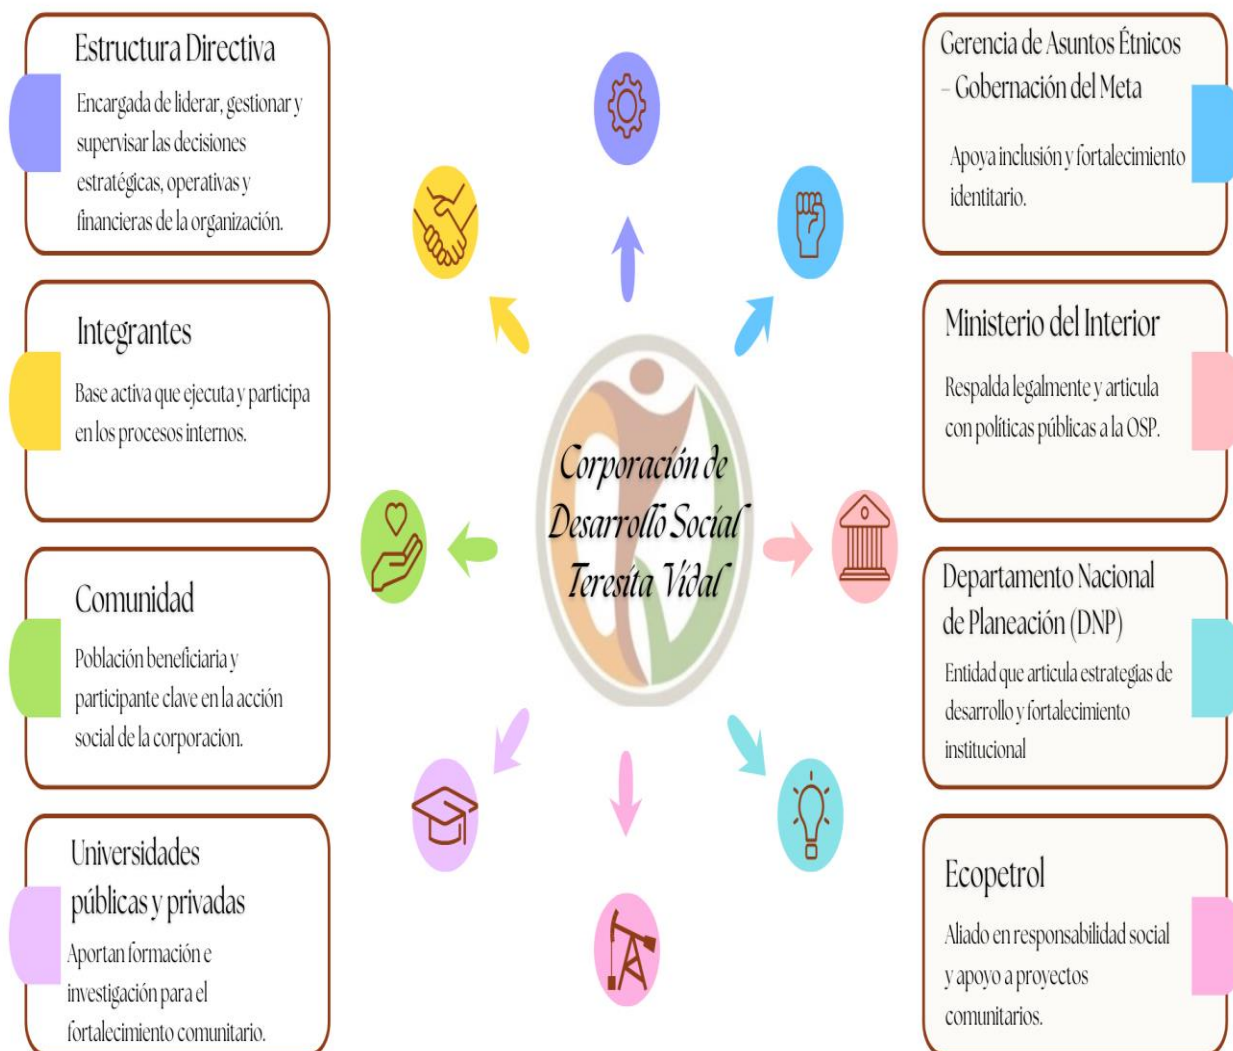 Estructura Directiva
Encargada de liderar, gestionar y
supervisar las decisiones
estratégicas, operativas y
financieras de la organización.
Integrantes
Base activa que ejecuta y participa
en los procesos internos.
Comunidad
Población beneficiaria y
participante clave en la acción
social de la corporacion.
Universidades
públicas y privadas
Aportan formación e
investigación para el
fortalecimiento comunitario.
Corporación de
Desarrollo Social
Teresita Vidal
Gerencia de Asuntos Étnicos
– Gobernación del Meta
Apoya inclusión y fortalecimiento
identitario.
Ministerio del Interior
Respalda legalmente y articula
con políticas públicas a la OSP.
Departamento Nacional
de Planeación (DNP)
Entidad que articula estrategias de
desarrollo y fortalecimiento
institucional
Ecopetrol
Aliado en responsabilidad social
y apoyo a proyectos
comunitarios.